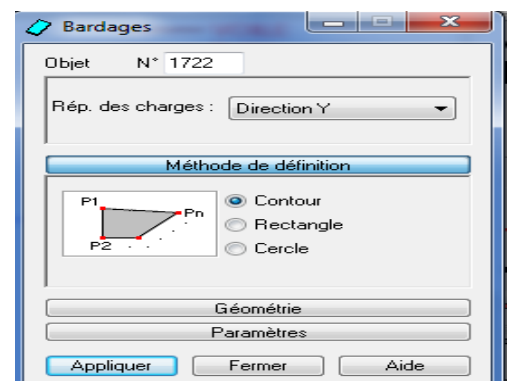 Bardages
Objet N° 1722
Rép. des charges : Direction Y
Méthode de définition
P1
Pn
P2
Contour
Rectangle
Cercle
Géométrie
Paramètres
Appliquer Fermer Aide